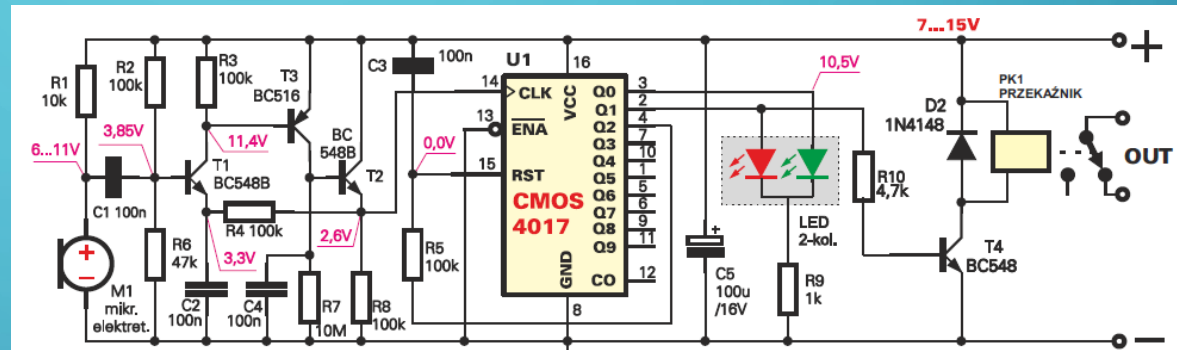 7...15V
R1
10k
R2
100k
R3
100k
T3
BC516
C3
100n
U1
16
14
CLK
VCC
13
ENA
15
RST
CMOS
4017
GND
8
Q0
Q1
Q2
Q3
Q4
Q5
Q6
Q7
Q8
Q9
CO
3
2
4
7
10
1
5
6
9
11
12
10,5V
D2
1N4148
PK1
PRZEKAŹNIK
+
OUT
−
3,85V
6...11V
11,4V
BC
548B
T2
0,0V
T1
BC548B
C1 100n
R4 100k
2,6V
3,3V
R6
47k
+
−
M1
mikr.
elektret.
C2
100n
C4
100n
R7
10M
R8
100k
R5
100k
+
C5
100u
/16V
LED
2-kol.
R9
1k
R10
4,7k
T4
BC548